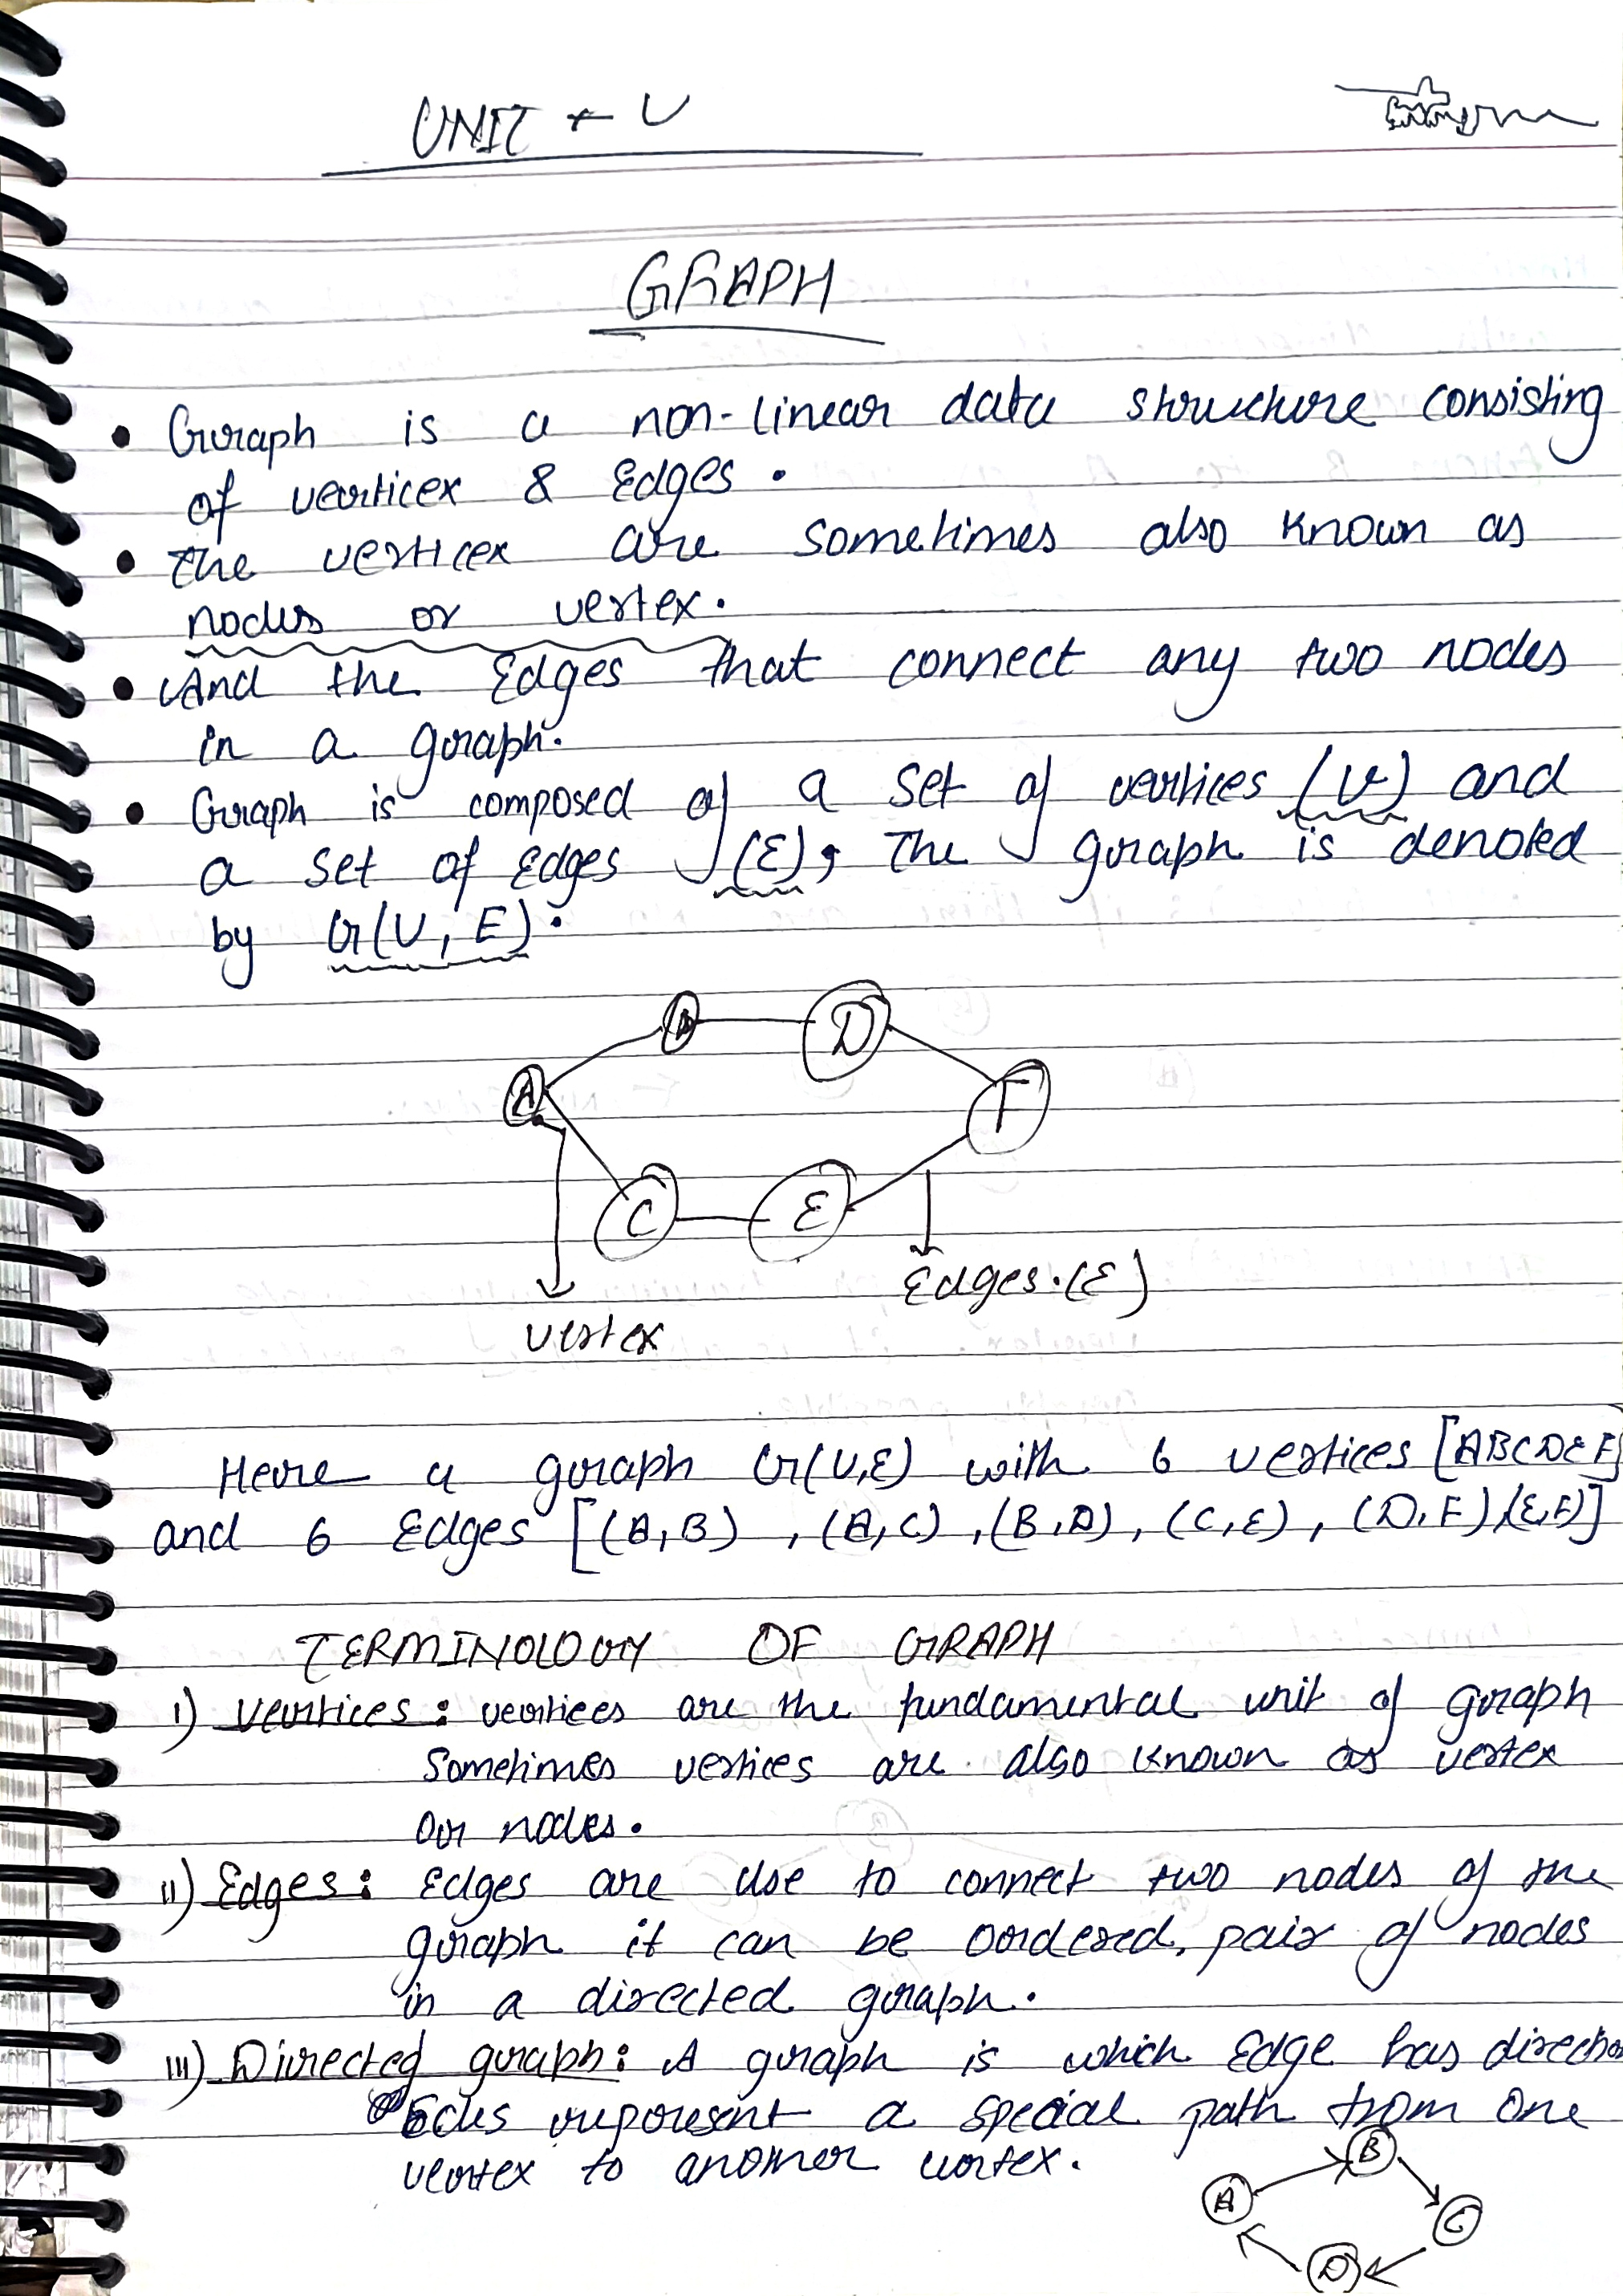 UNIT - V
GRAPH
• Graph is a non-linear data structure consisting
of verticex & Edges.
• The verticex are sometimes also known as
nodes or vertex.
• And the Edges that connect any two nodes
in a graph.
• Graph is composed of a set of vertices (V) and
a set of Edges (E), The graph is denoted
by G(V, E).
B D
A F
C E
Edges.(E)
vertex
Here a graph G(V,E) with 6 vertices [ABCDEF]
and 6 Edges [(A,B), (A,C), (B,D), (C,E), (D,F),(E,F)]
TERMINOLOGY OF GRAPH
i) Vertices: vertices are the fundamental unit of graph
Sometimes vertices are also known as vertex
or nodes.
ii) Edges: Edges are use to connect two nodes of the
graph it can be oordered, pair of nodes
in a directed graph.
iii) Directed graph: A graph is which Edge has direction
represent a special path from one
vertex to another vertex.
B
A C
D